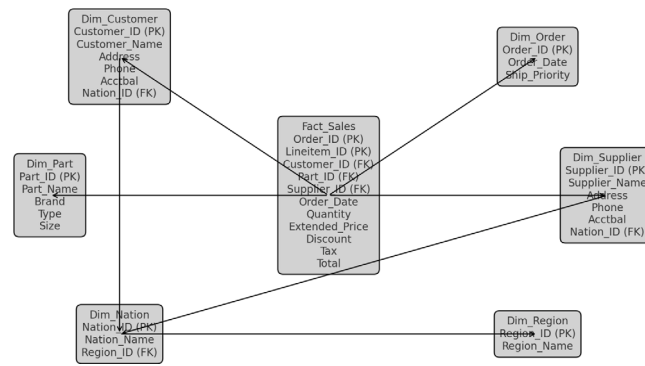 Dim_Customer
Customer_ID (PK)
Customer_Name
Address
Phone
Acctbal
Nation_ID (FK)
Dim_Order
Order_ID (PK)
Order_Date
Ship_Priority
Fact_Sales
Order_ID (PK)
Lineitem_ID (PK)
Customer_ID (FK)
Part_ID (FK)
Supplier_ID (FK)
Order_Date
Quantity
Extended_Price
Discount
Tax
Total
Dim_Part
Part_ID (PK)
Part_Name
Brand
Type
Size
Dim_Supplier
Supplier_ID (PK)
Supplier_Name
Address
Phone
Acctbal
Nation_ID (FK)
Dim_Nation
Nation_ID (PK)
Nation_Name
Region_ID (FK)
Dim_Region
Region_ID (PK)
Region_Name